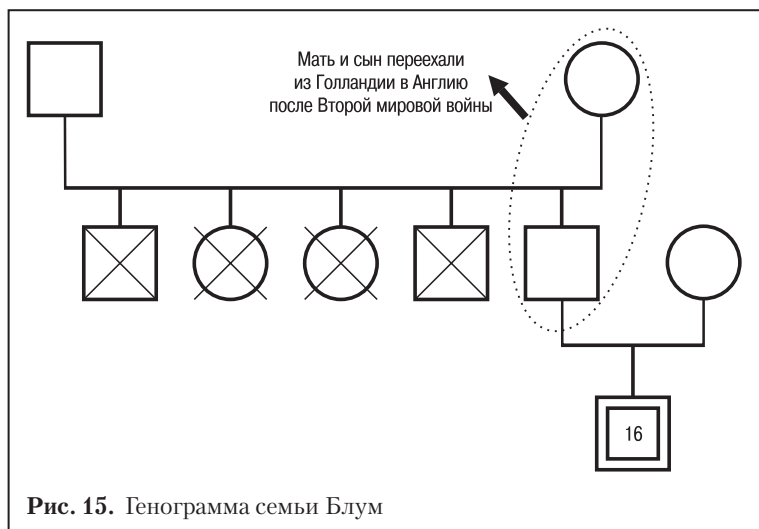 Мать и сын переехали
из Голландии в Англию
после Второй мировой войны
16
Рис. 15. Генограмма семьи Блум